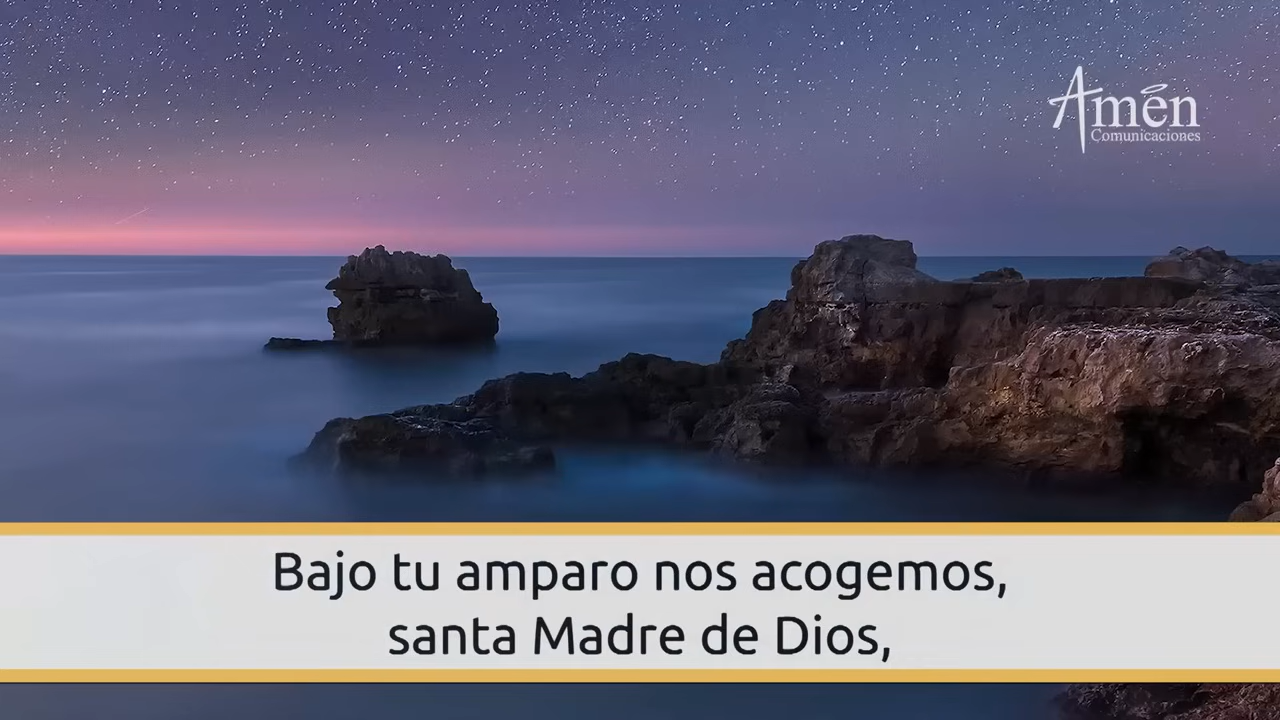 Amén
Comunicaciones
Bajo tu amparo nos acogemos,
santa Madre de Dios,